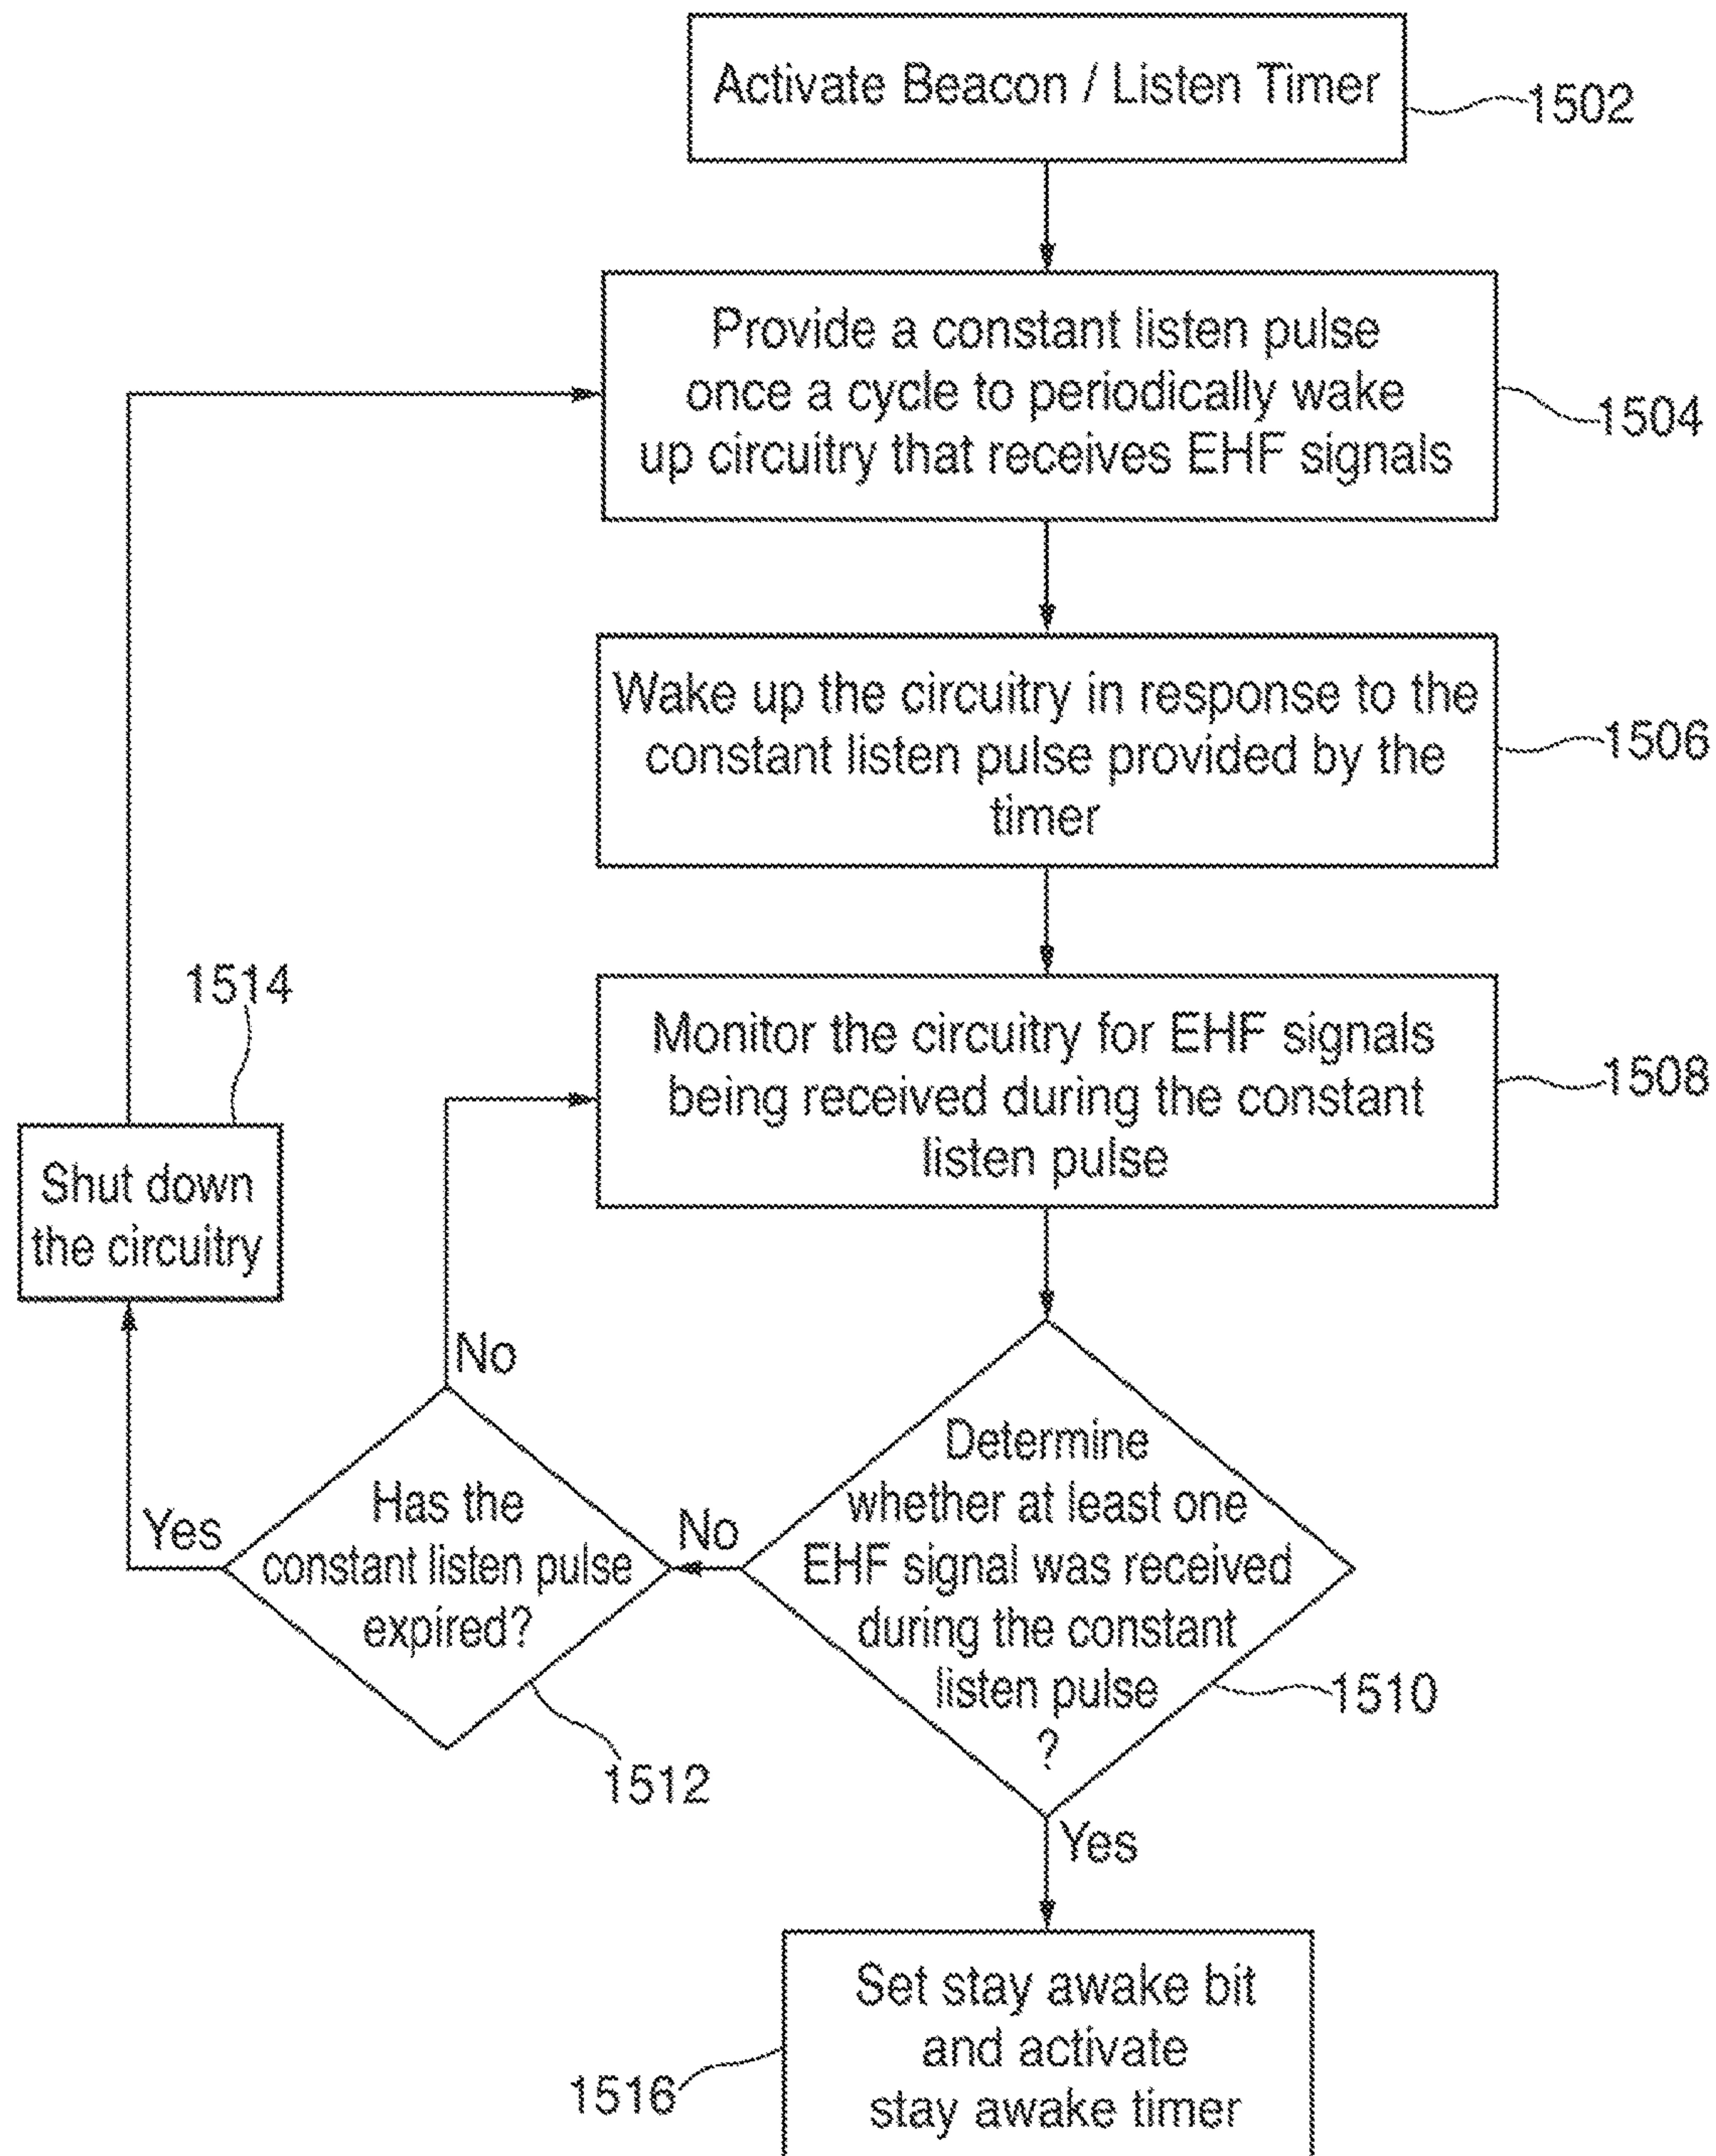 Activate Beacon / Listen Timer
1502
Provide a constant listen pulse
once a cycle to periodically wake
up circuitry that receives EHF signals
1504
Wake up the circuitry in response to the
constant listen pulse provided by the
timer
1506
1514
Monitor the circuitry for EHF signals
being received during the constant
listen pulse
1508
Shut down
the circuitry
No
Yes
Has the
constant listen pulse
expired?
1512
No
Determine
whether at least one
EHF signal was received
during the constant
listen pulse
?
1510
Yes
Set stay awake bit
and activate
stay awake timer
1516